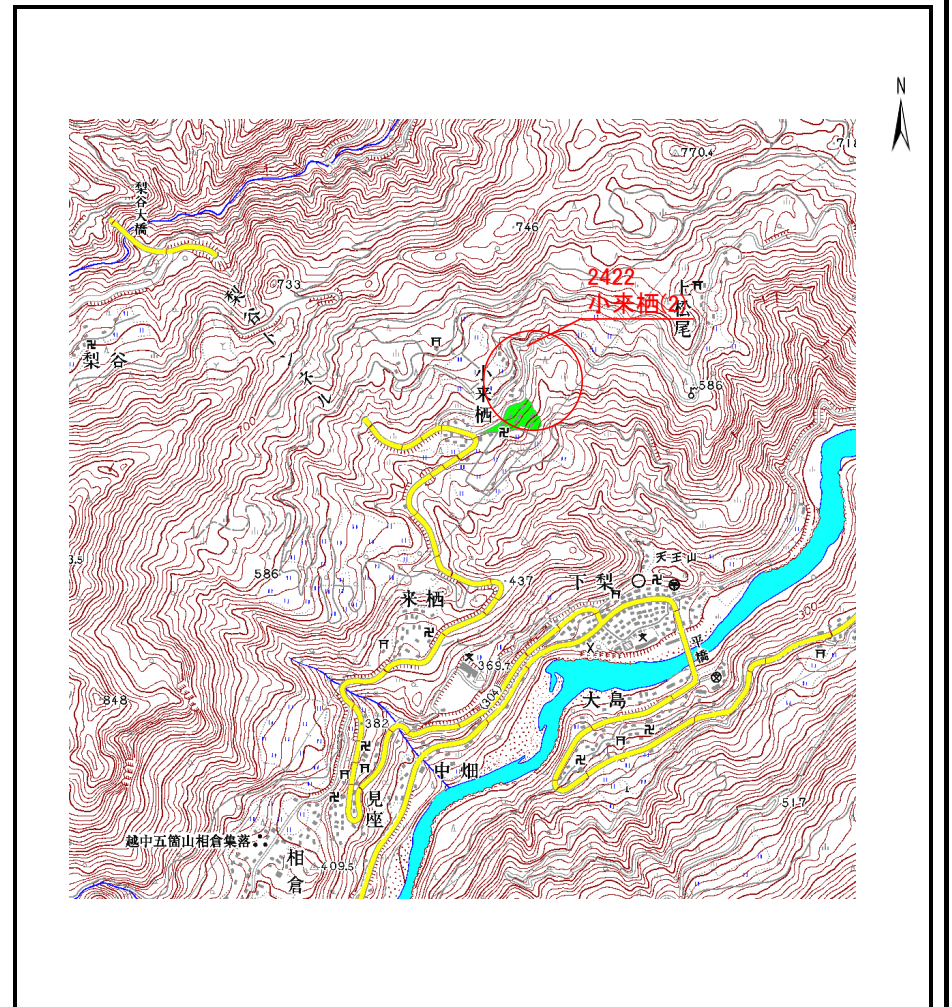 N
770.4
梨谷大橋
746
733
2422
小来栖(2)
上松尾
梨谷トンネル
梨谷
小来栖
586
700
586
437
天王山
下梨
来栖
平橋
300
369.7
(304)
大島
848
382
中畑
見座
517
越中五箇山相倉集落
相倉
409.5